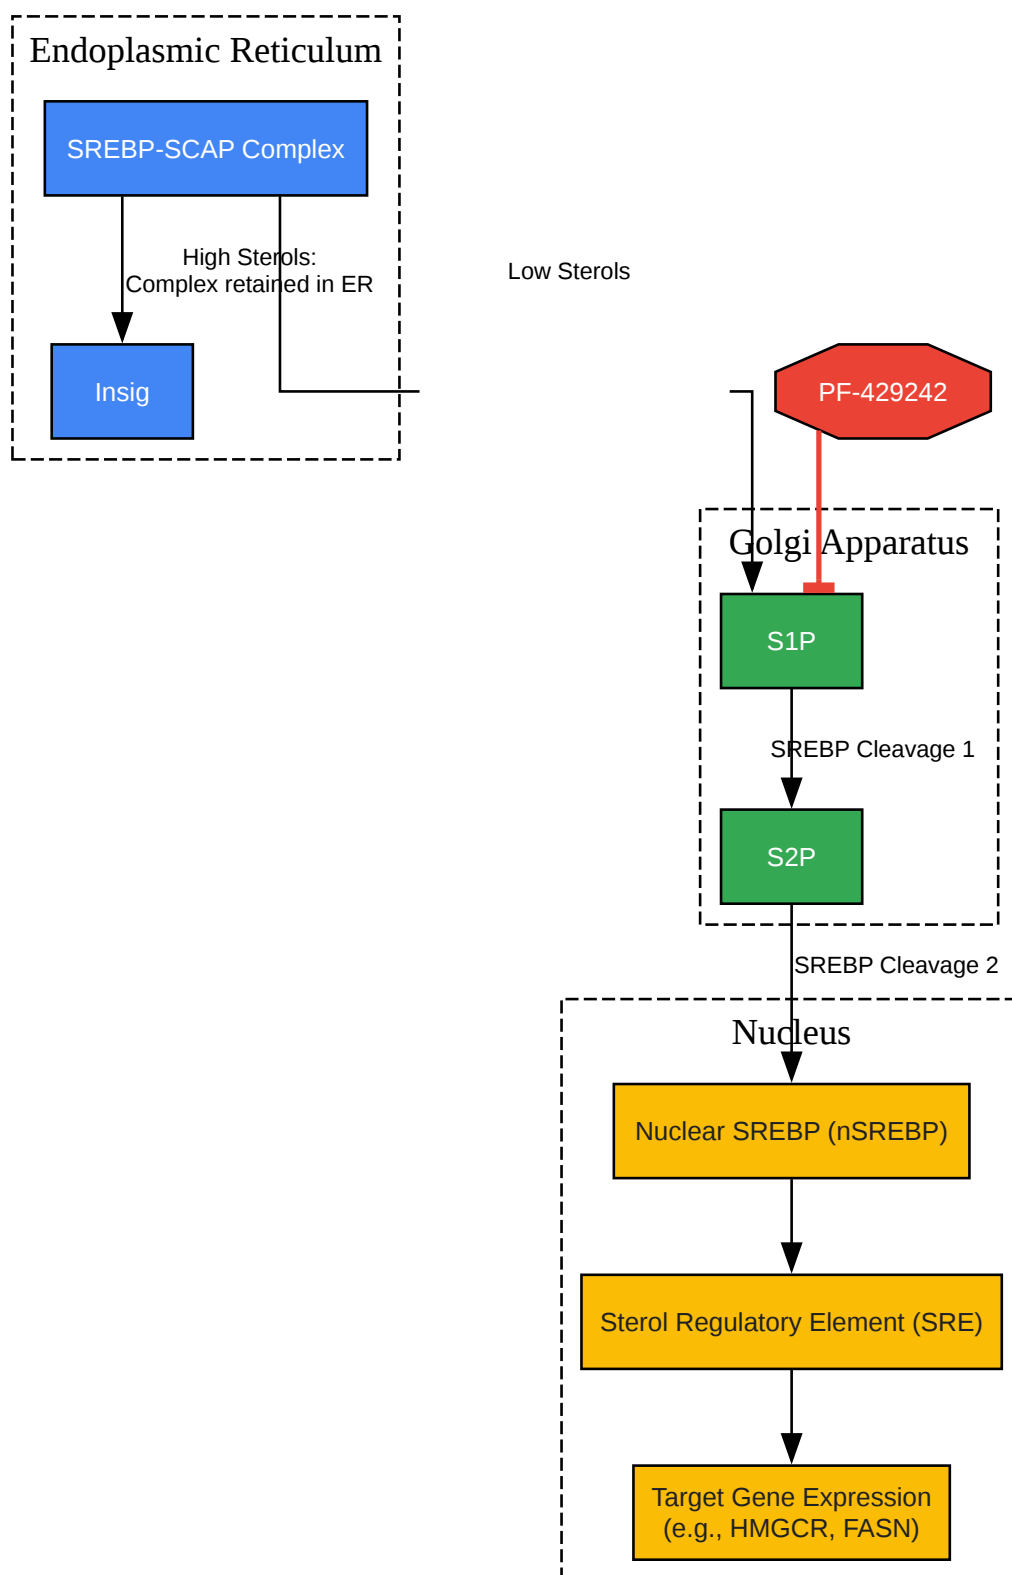 Endoplasmic Reticulum
SREBP-SCAP Complex
High Sterols:
Complex retained in ER
Low Sterols
Insig
PF-429242
Golgi Apparatus
S1P
SREBP Cleavage 1
S2P
SREBP Cleavage 2
Nucleus
Nuclear SREBP (nSREBP)
Sterol Regulatory Element (SRE)
Target Gene Expression
(e.g., HMGCR, FASN)